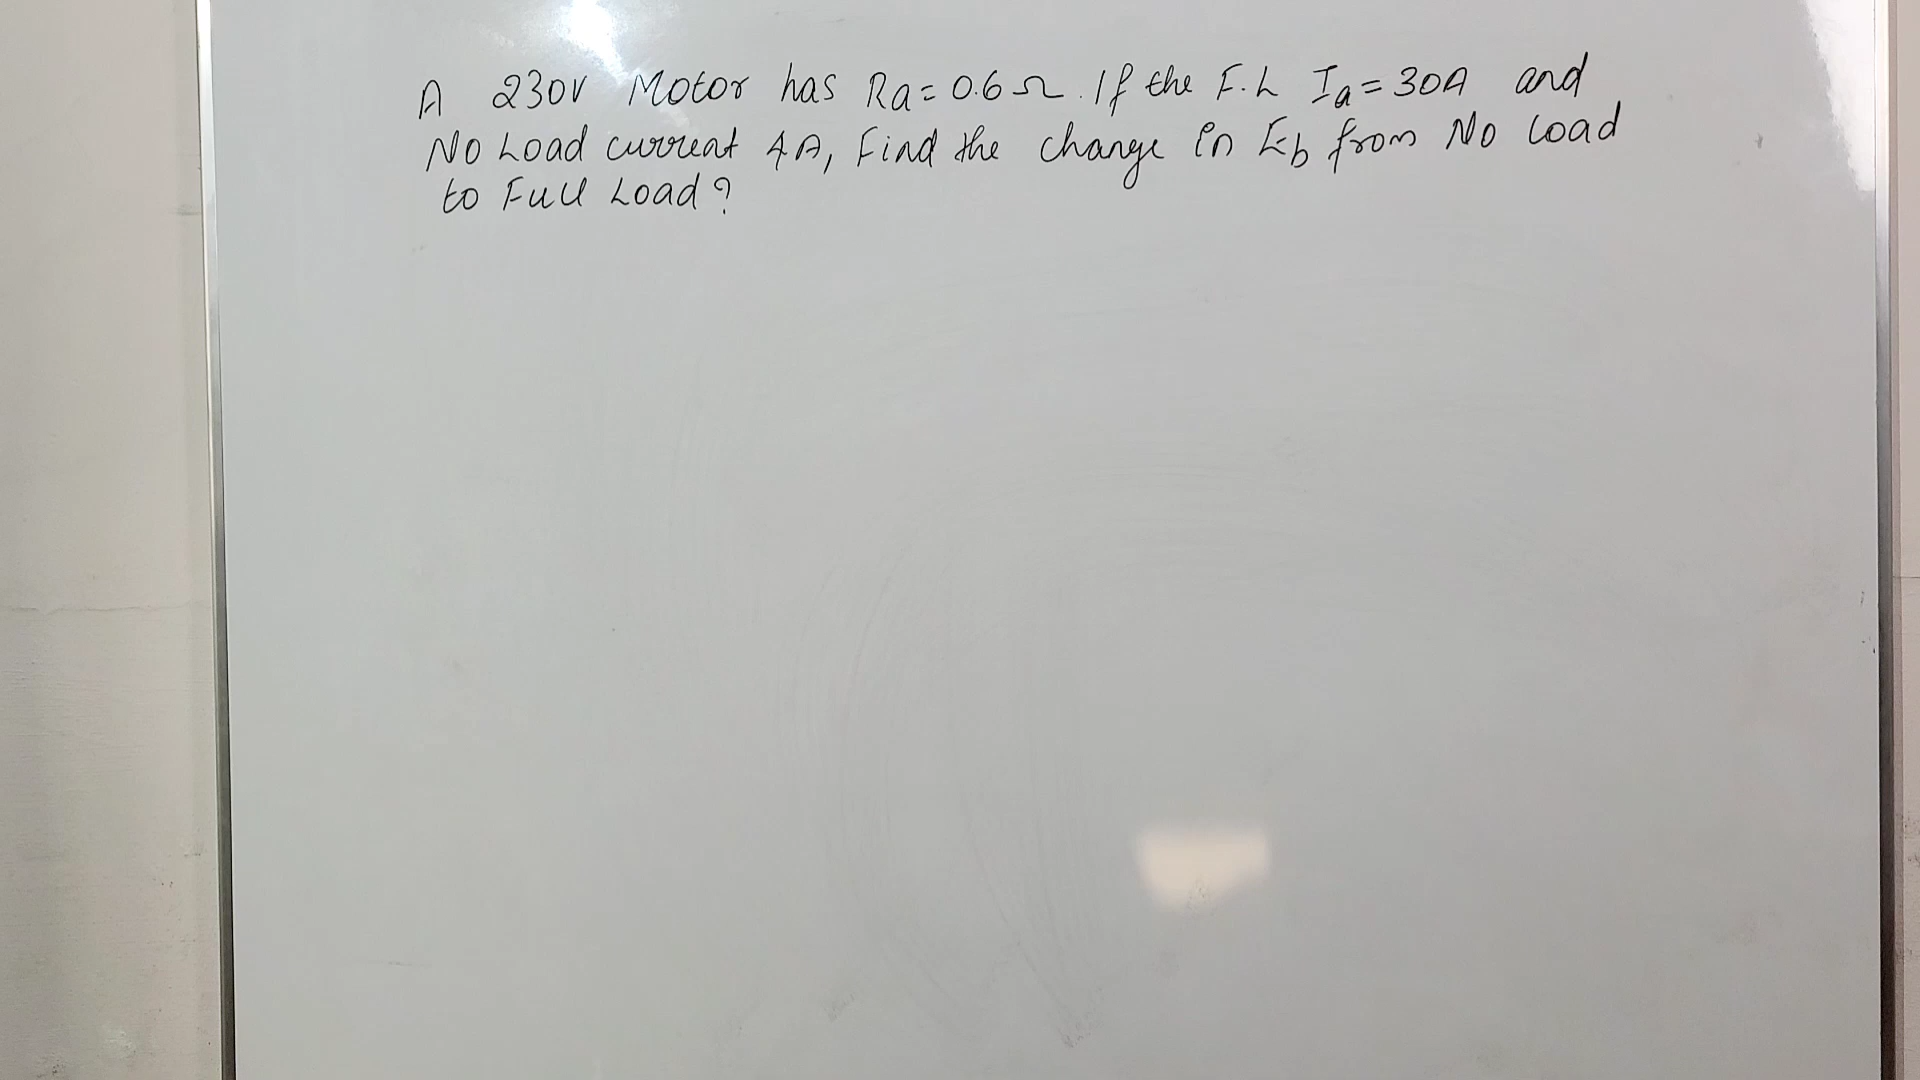 A 230V Motor has Ra=0.6Ω. If the F.L Ia=30A and
No Load current 4A, Find the change in Eb from No load
to Full Load?